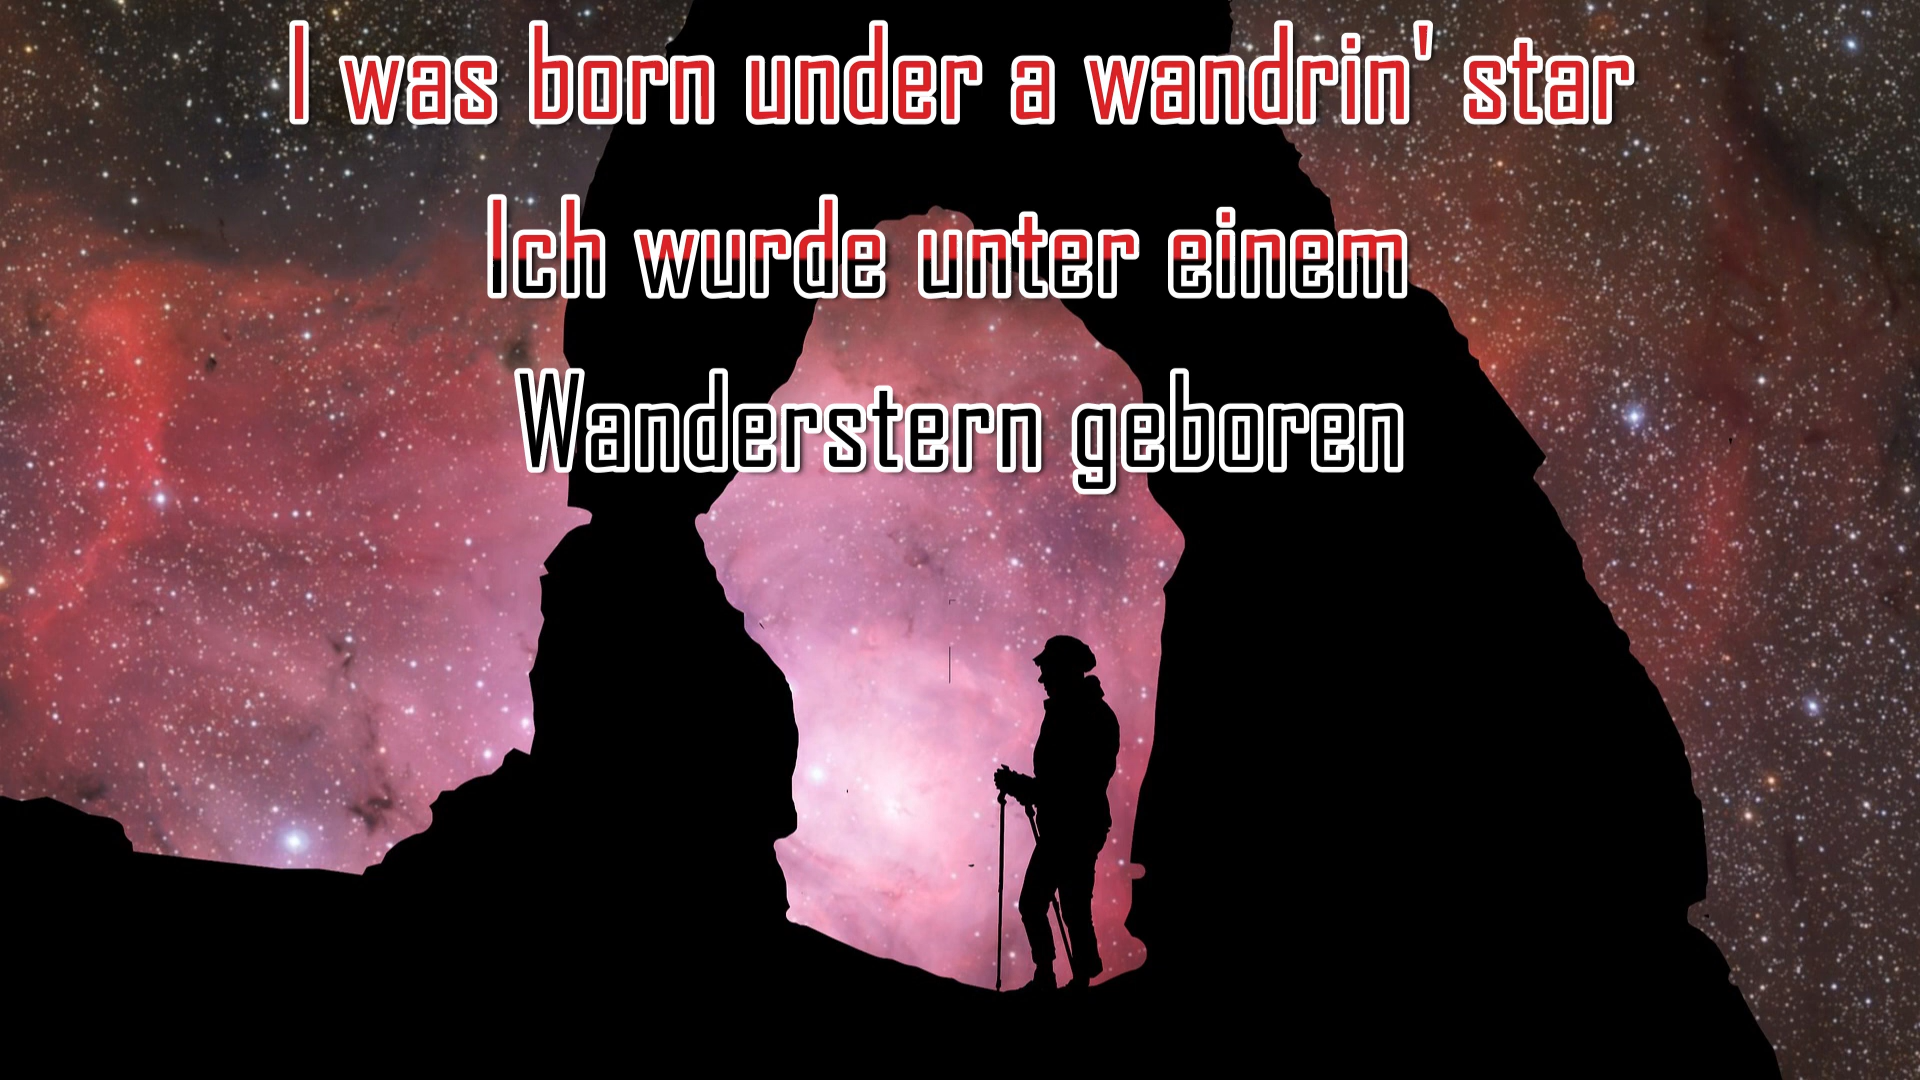 I was born under a wandrin' star
Ich wurde unter einem
Wanderstern geboren